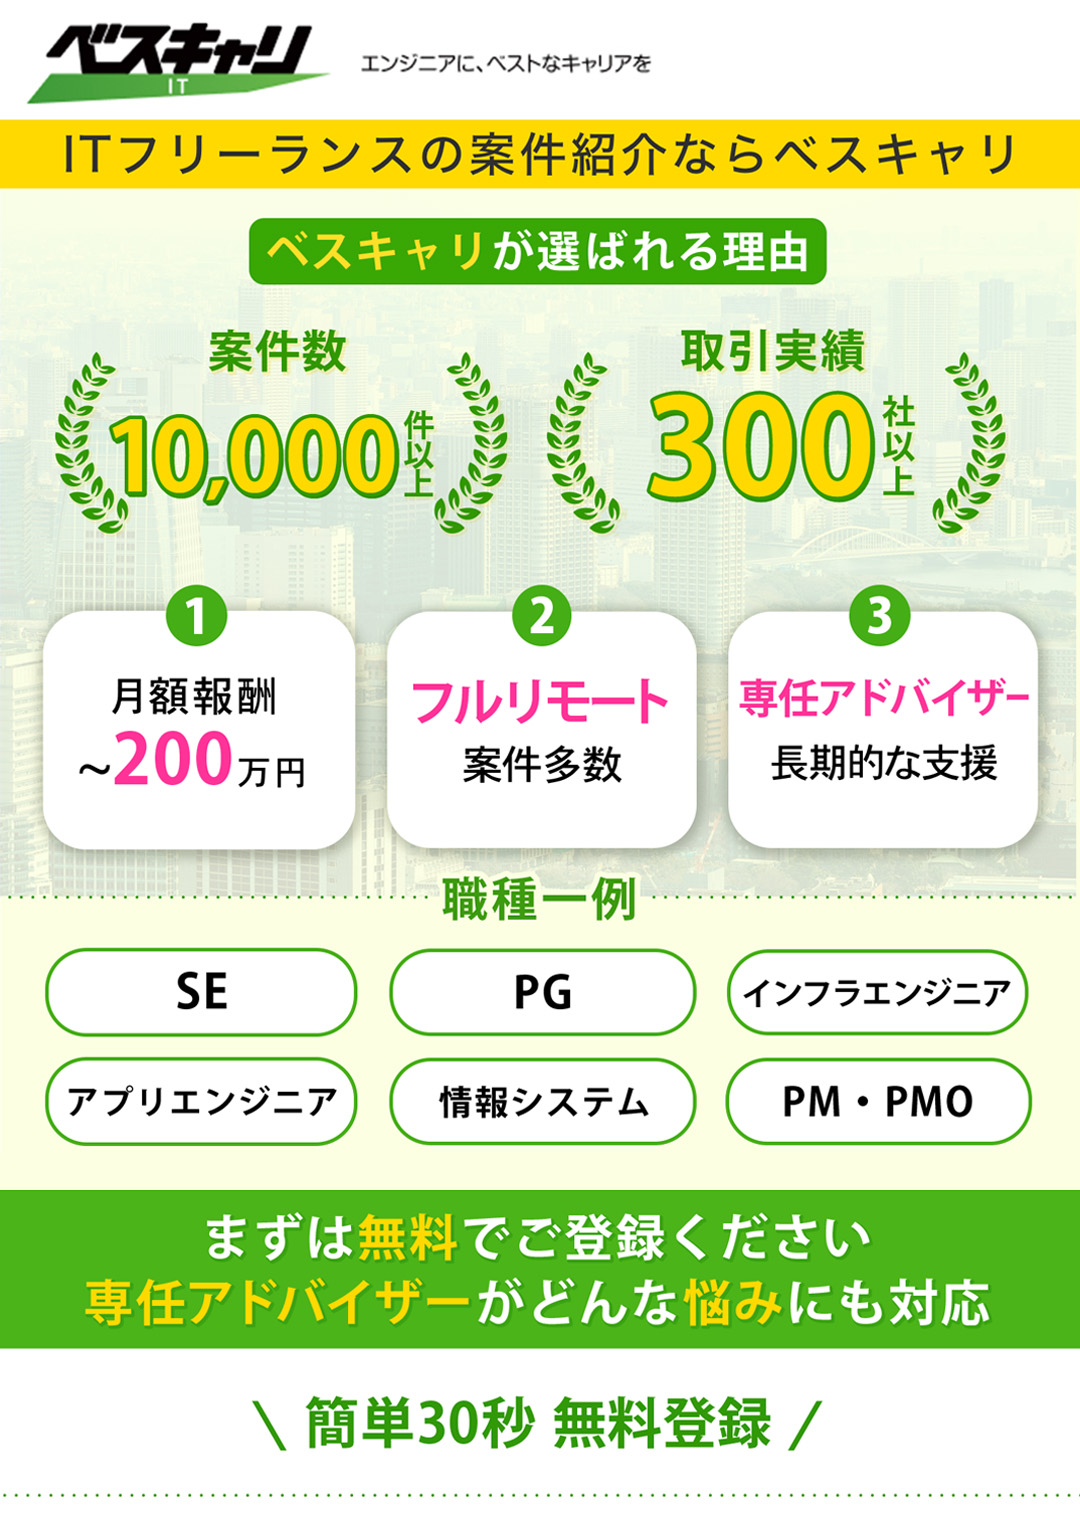 ベスキャリ
IT
エンジニアに、ベストなキャリアを
ITフリーランスの案件紹介ならベスキャリ
ベスキャリが選ばれる理由
案件数
10,000件以上
取引実績
300社以上
1
月額報酬
~200万円
2
フルリモート
案件多数
3
専任アドバイザー
長期的な支援
職種一例
SE
PG
インフラエンジニア
アプリエンジニア
情報システム
PM・PMO
まずは無料でご登録ください
専任アドバイザーがどんな悩みにも対応
\ 簡単30秒 無料登録 /